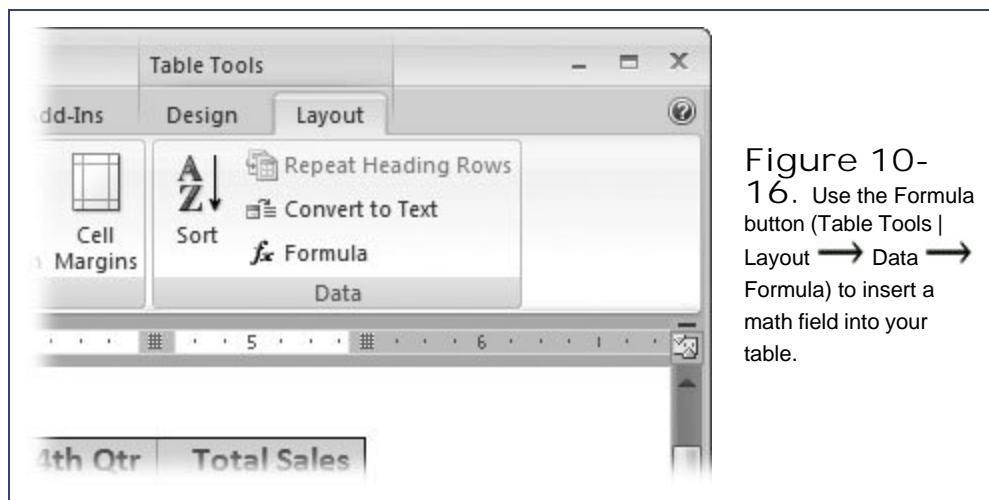 Table Tools
dd-Ins Design Layout
Repeat Heading Rows
Convert to Text
Cell Margins
Sort
Formula
Data
5 6
4th Qtr Total Sales
Figure 10-
16. Use the Formula
button (Table Tools |
Layout → Data →
Formula) to insert a
math field into your
table.